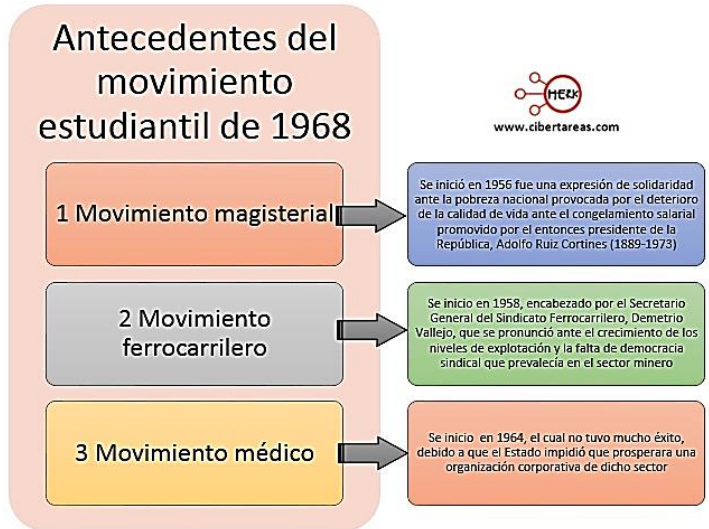 Antecedentes del
movimiento
estudiantil de 1968
HERK
www.cibertareas.com
1 Movimiento magisterial
Se inició en 1956 fue una expresión de solidaridad
ante la pobreza nacional provocada por el deterioro
de la calidad de vida ante el congelamiento salarial
promovido por el entonces presidente de la
República, Adolfo Ruiz Cortines (1889-1973)
2 Movimiento
ferrocarrilero
Se inicio en 1958, encabezado por el Secretario
General del Sindicato Ferrocarrilero, Demetrio
Vallejo, que se pronunció ante el crecimiento de los
niveles de explotación y la falta de democracia
sindical que prevalecía en el sector minero
3 Movimiento médico
Se inicio en 1964, el cual no tuvo mucho éxito,
debido a que el Estado impidió que prosperara una
organización corporativa de dicho sector